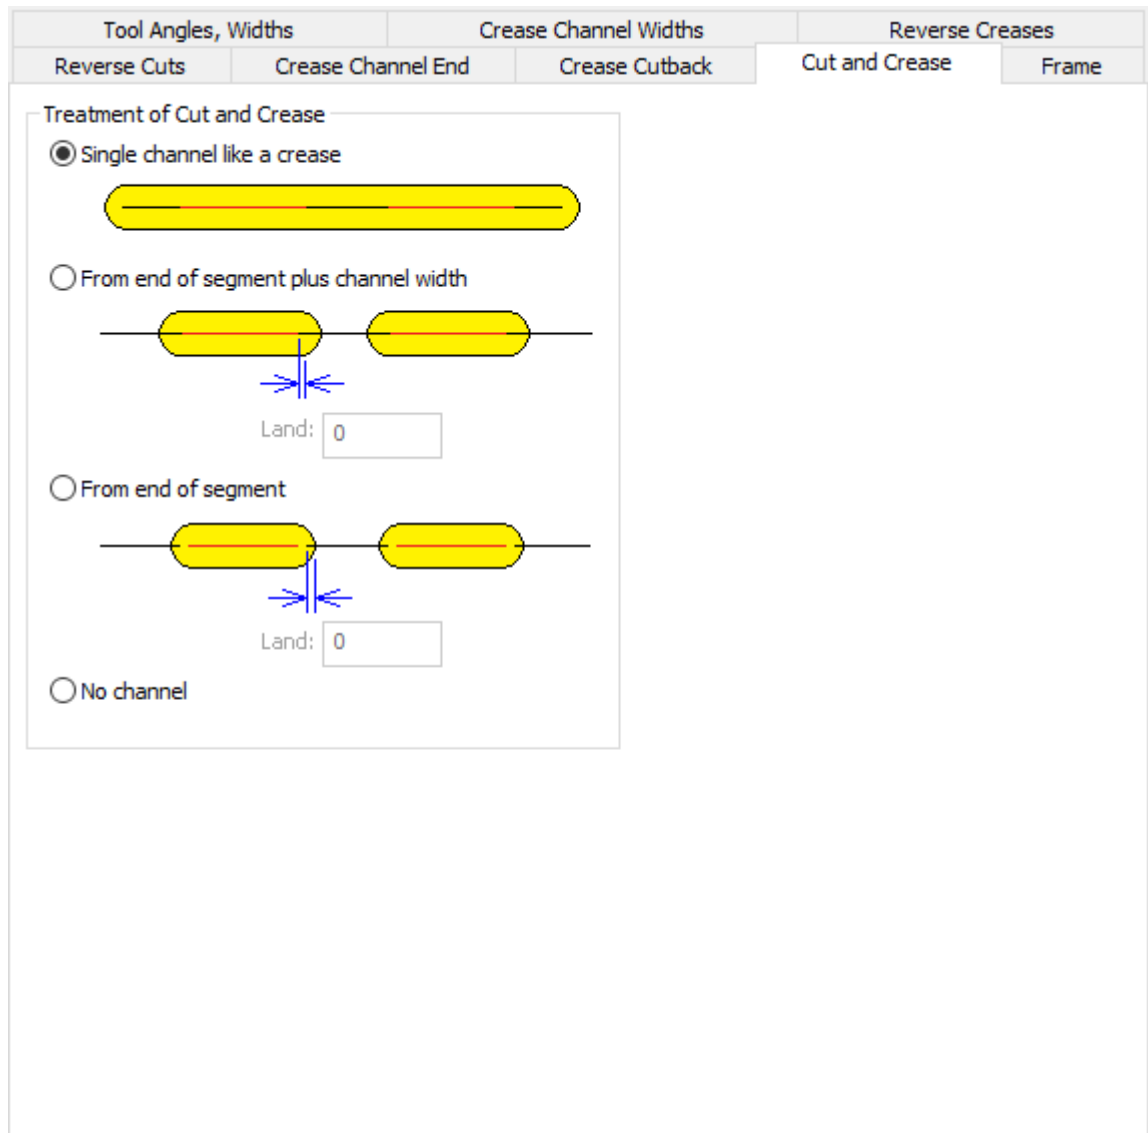 Tool Angles, Widths Crease Channel Widths Reverse Creases
Reverse Cuts Crease Channel End Crease Cutback Cut and Crease Frame
Treatment of Cut and Crease
Single channel like a crease
From end of segment plus channel width
Land: 0
From end of segment
Land: 0
No channel